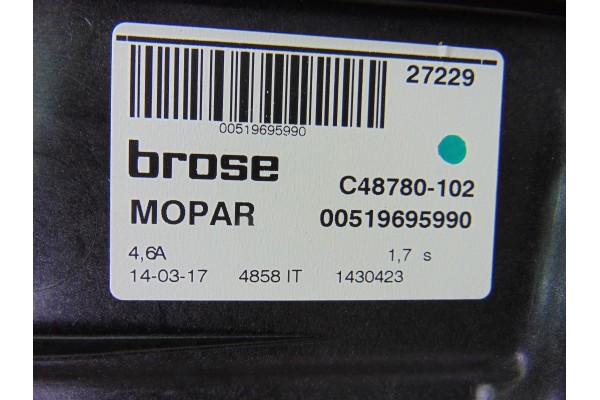 27229
00519695990
brose
C48780-102
MOPAR 00519695990
4,6A 1,7 s
14-03-17 4858 IT 1430423